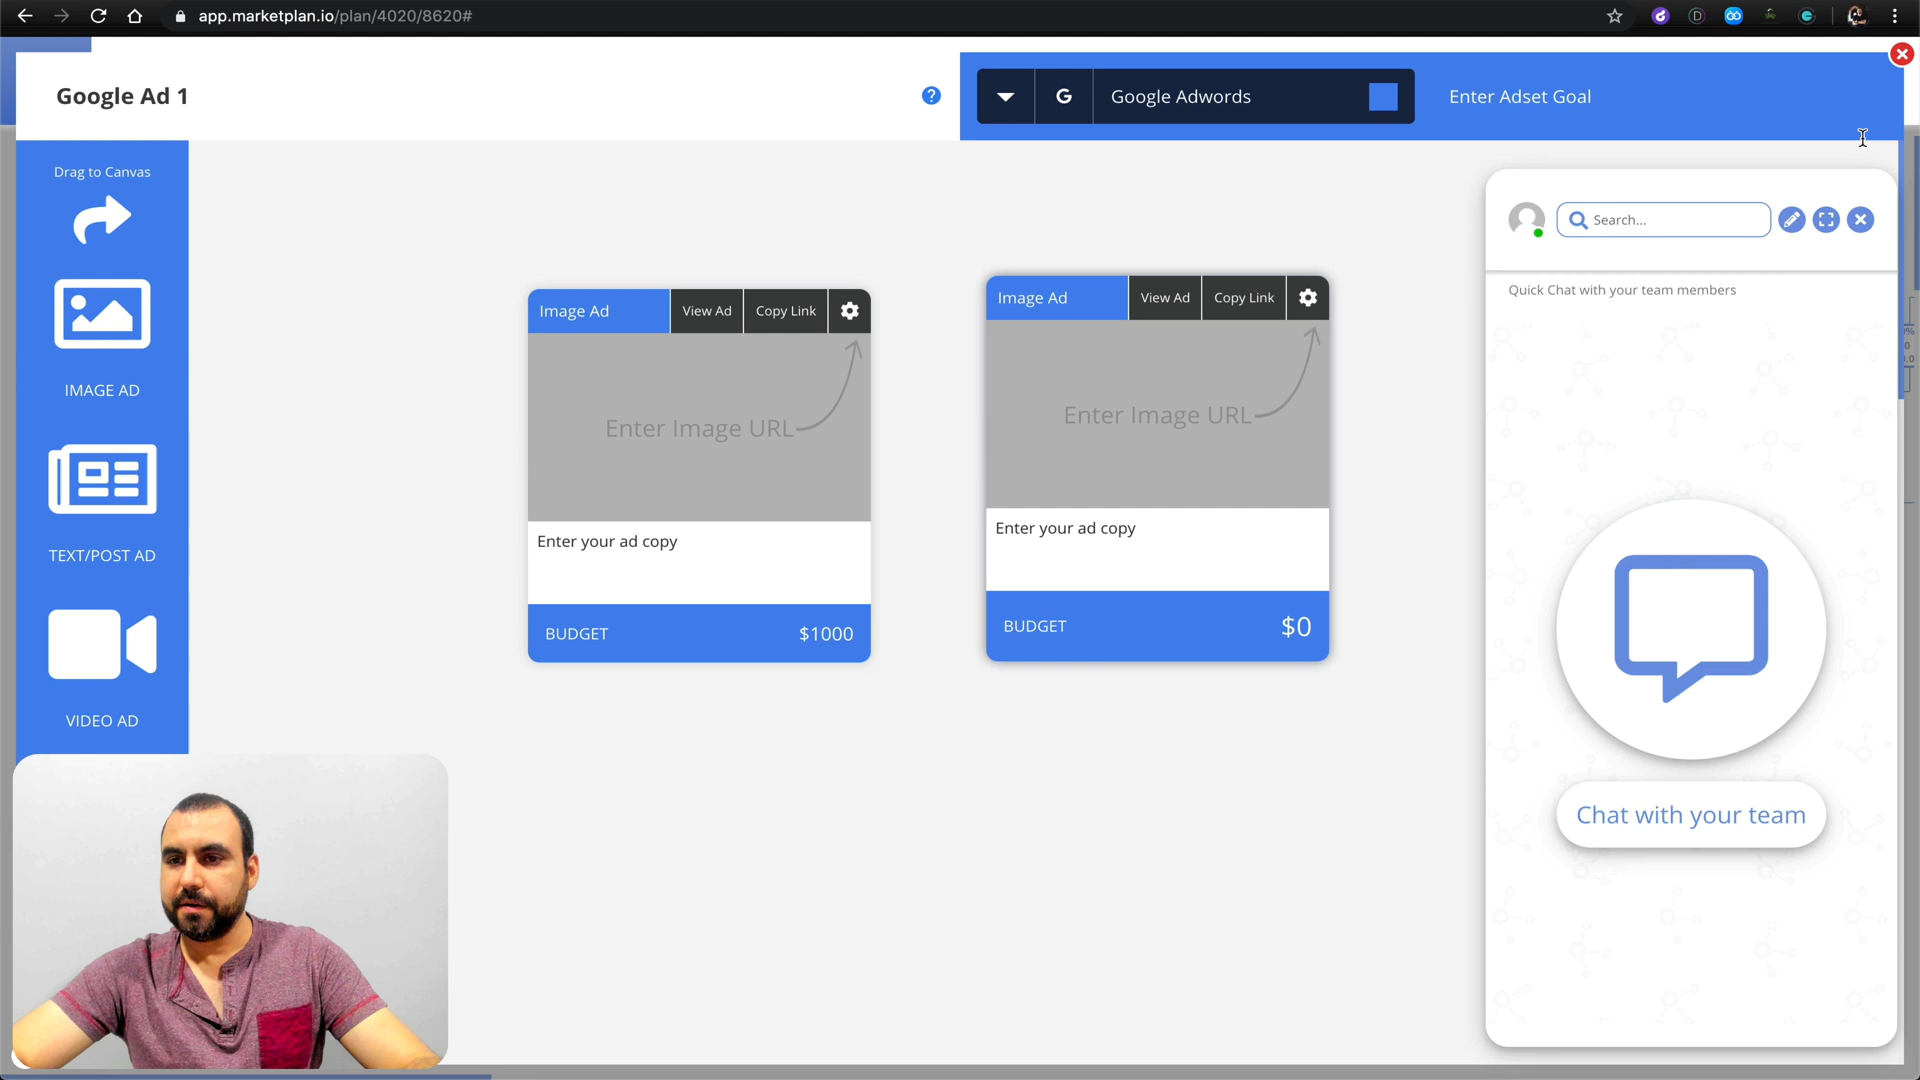 app.marketplan.io/plan/4020/8620#
Google Ad 1
?
G
Google Adwords
Enter Adset Goal
Drag to Canvas
IMAGE AD
TEXT/POST AD
VIDEO AD
Image Ad
View Ad
Copy Link
Enter Image URL
Enter your ad copy
BUDGET
$1000
Image Ad
View Ad
Copy Link
Enter Image URL
Enter your ad copy
BUDGET
$0
Search...
Quick Chat with your team members
Chat with your team